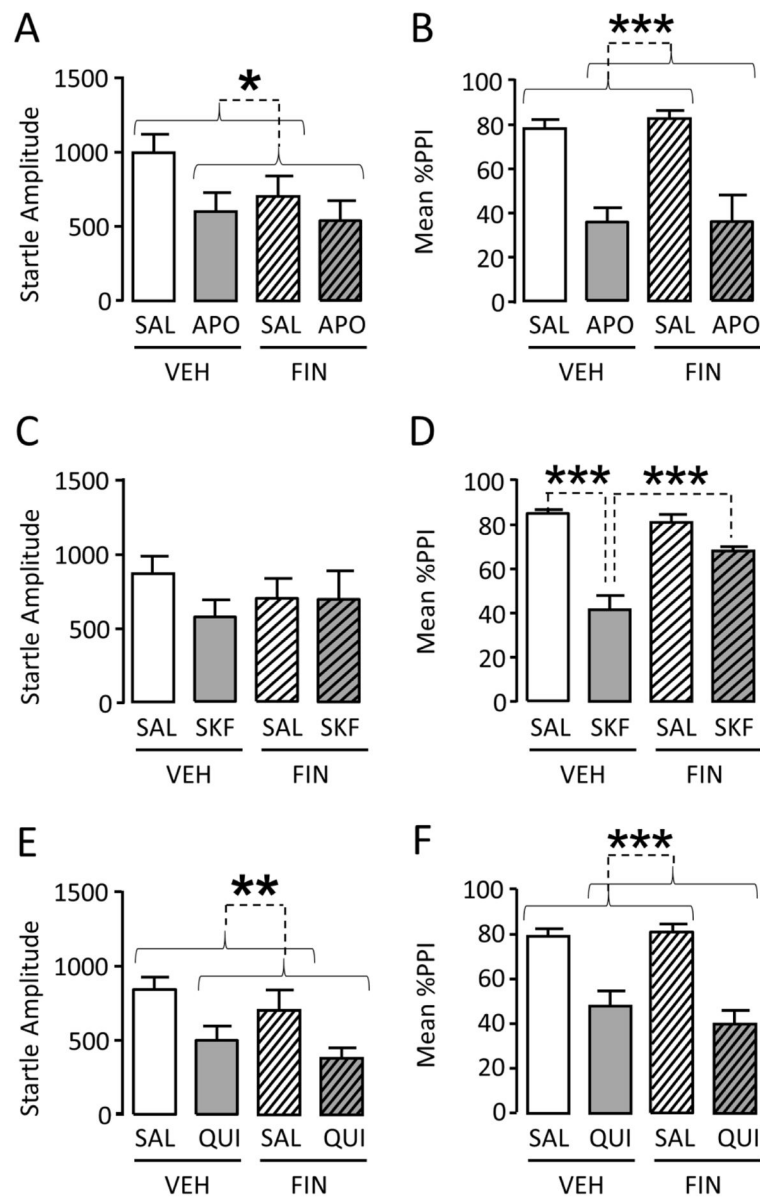 A
*
Startle Amplitude
1500
1000
500
0
SAL APO SAL APO
VEH FIN
B
***
Mean %PPI
100
80
60
40
20
0
SAL APO SAL APO
VEH FIN
C
Startle Amplitude
1500
1000
500
0
SAL SKF SAL SKF
VEH FIN
D
*** ***
Mean %PPI
100
80
60
40
20
0
SAL SKF SAL SKF
VEH FIN
E
**
Startle Amplitude
1500
1000
500
0
SAL QUI SAL QUI
VEH FIN
F
***
Mean %PPI
100
80
60
40
20
0
SAL QUI SAL QUI
VEH FIN